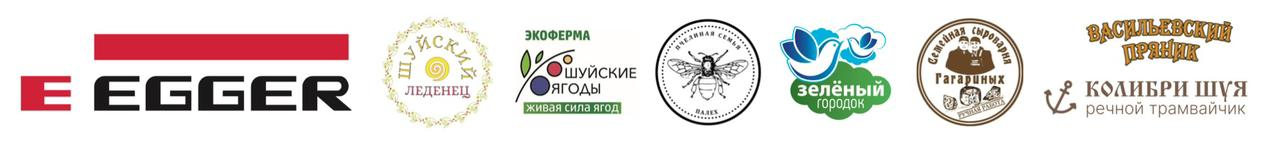 E EGGER
ШУЙСКИЙ
ЛЕДЕНЕЦ
ЭКОФЕРМА
ШУЙСКИЕ
ЯГОДЫ
живая сила ягод
ПЧЕЛИНАЯ СЕМЬЯ
ПАЛЕХ
зелёный
городок
Семейная сыроварня
Гагариных
РУЧНАЯ РАБОТА
ВАСИЛЬЕВСКИЙ
ПРЯНИК
КОЛИБРИ ШУЯ
речной трамвайчик